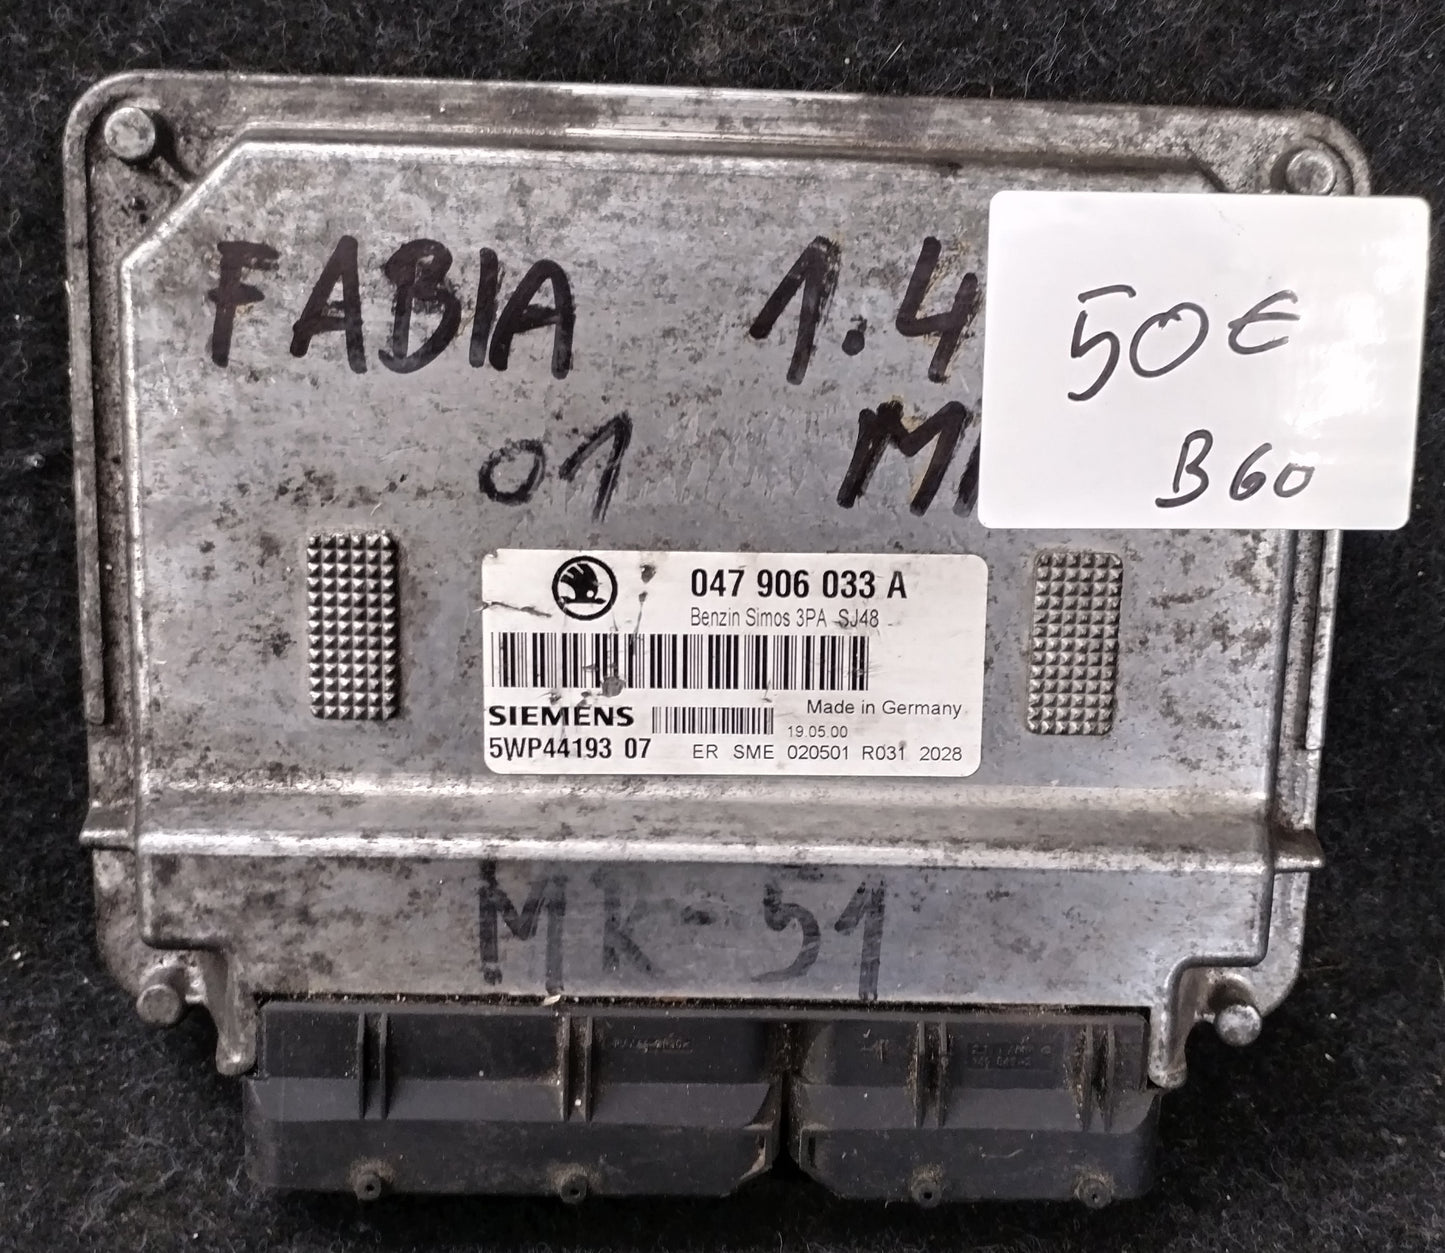 FABIA 1.4
01
50€
B60
047 906 033 A
Benzin Simos 3PA SJ48
SIEMENS
Made in Germany
19.05.00
5WP44193 07 ER SME 020501 R031 2028
MK-51